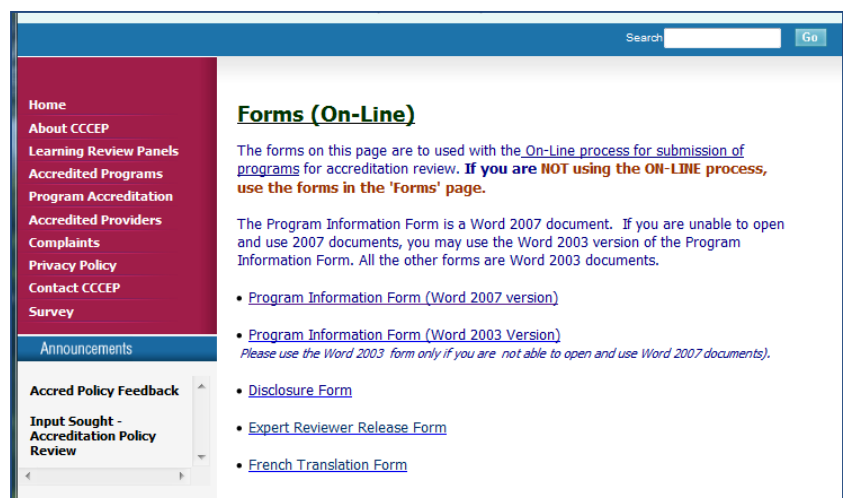 Search
Go
Home
About CCCEP
Learning Review Panels
Accredited Programs
Program Accreditation
Accredited Providers
Complaints
Privacy Policy
Contact CCCEP
Survey
Announcements
Accred Policy Feedback
Input Sought -
Accreditation Policy
Review
Forms (On-Line)
The forms on this page are to used with the On-Line process for submission of
programs for accreditation review. If you are NOT using the ON-LINE process,
use the forms in the 'Forms' page.
The Program Information Form is a Word 2007 document.  If you are unable to open
and use 2007 documents, you may use the Word 2003 version of the Program
Information Form. All the other forms are Word 2003 documents.
• Program Information Form (Word 2007 version)
• Program Information Form (Word 2003 Version)
Please use the Word 2003 form only if you are not able to open and use Word 2007 documents).
• Disclosure Form
• Expert Reviewer Release Form
• French Translation Form